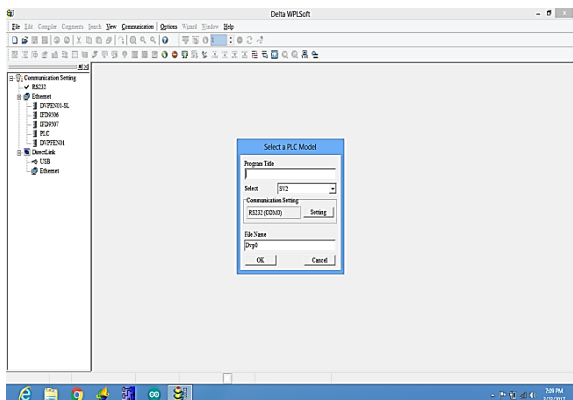 Delta WPLSoft
File Edit Compiler Comments Search View Communication Options Wizard Window Help
Communication Setting
RS232
Ethernet
DVPEN01-SL
IFD9506
IFD9507
PLC
DVPFEN01
DirectLink
USB
Ethernet
Select a PLC Model
Program Title
Select SV2
Communication Setting
RS232 (COM0) Setting
File Name
Dvp0
OK Cancel
7:09 PM